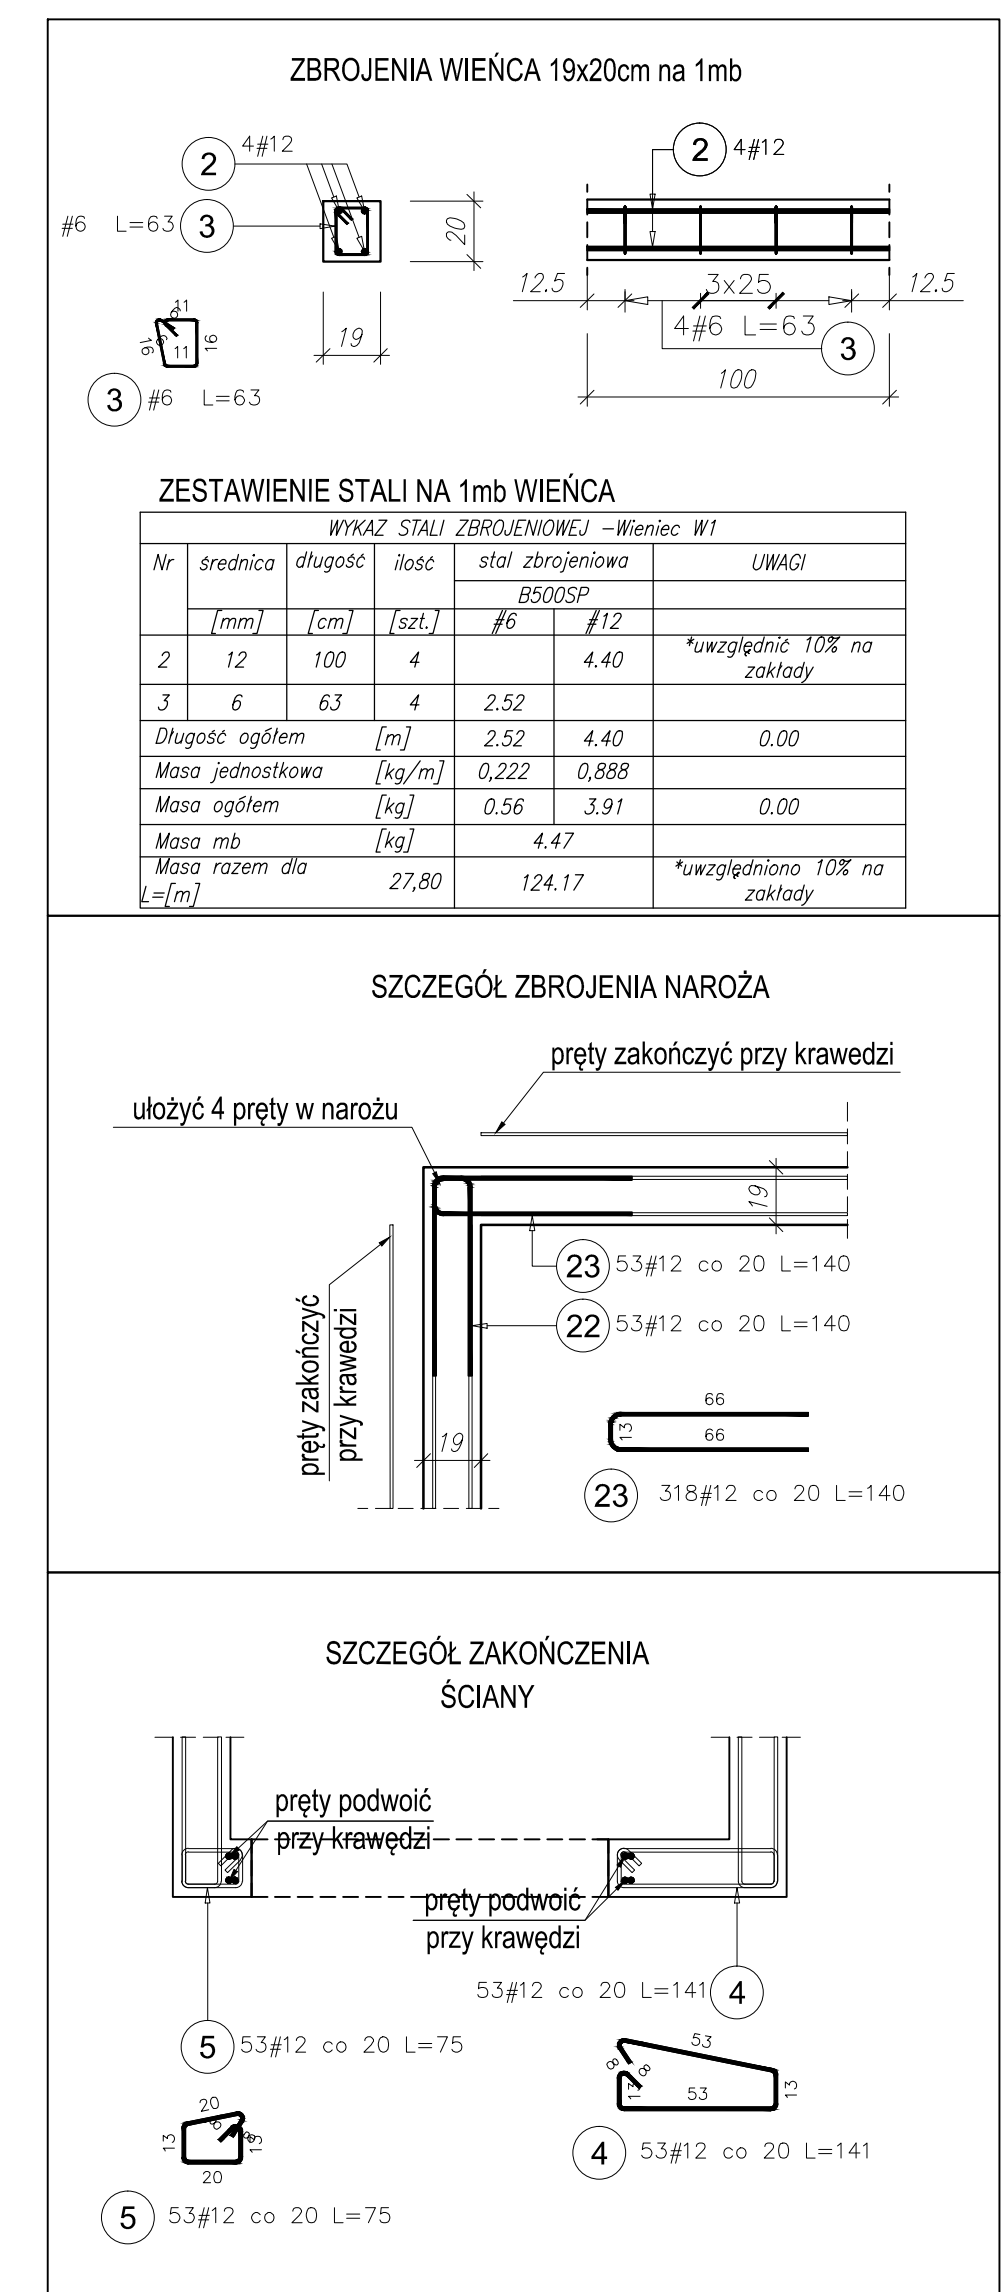 ZBROJENIA WIEŃCA 19x20cm na 1mb
2 4#12
#6 L=63 3
20
19
11
6
6
16
11
16
3 #6 L=63
2 4#12
12.5
3x25
12.5
4#6 L=63
3
100
ZESTAWIENIE STALI NA 1mb WIEŃCA
WYKAZ STALI ZBROJENIOWEJ –Wieniec W1
Nr średnica długość ilość stal zbrojeniowa UWAGI
B500SP
[mm] [cm] [szt.] #6 #12
2 12 100 4 4.40 *uwzględnić 10% na
zakłady
3 6 63 4 2.52
Długość ogółem [m] 2.52 4.40 0.00
Masa jednostkowa [kg/m] 0,222 0,888
Masa ogółem [kg] 0.56 3.91 0.00
Masa mb [kg] 4.47
Masa razem dla
L=[m] 27,80 124.17 *uwzględniono 10% na
zakłady
SZCZEGÓŁ ZBROJENIA NAROŻA
pręty zakończyć przy krawedzi
ułożyć 4 pręty w narożu
19
23 53#12 co 20 L=140
22 53#12 co 20 L=140
pręty zakończyć
przy krawedzi
19
66
13
66
23 318#12 co 20 L=140
SZCZEGÓŁ ZAKOŃCZENIA
ŚCIANY
pręty podwoić
przy krawędzi
pręty podwoić
przy krawędzi
53#12 co 20 L=141 4
5 53#12 co 20 L=75
53
8
8
13
53
13
4 53#12 co 20 L=141
20
8
8
13
13
20
5 53#12 co 20 L=75